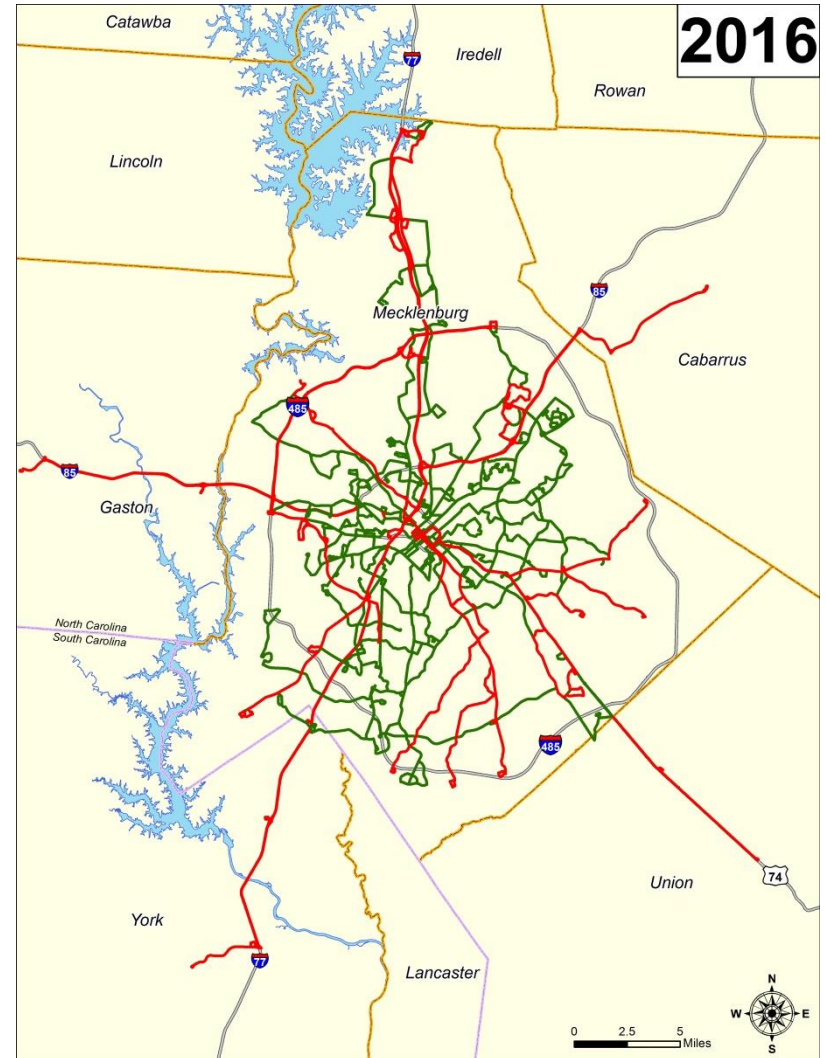 2016
Catawba
77
Iredell
Rowan
Lincoln
85
Mecklenburg
Cabarrus
485
85
Gaston
North Carolina
South Carolina
485
74
Union
York
77
Lancaster
N
W
E
S
0
2.5
5
Miles